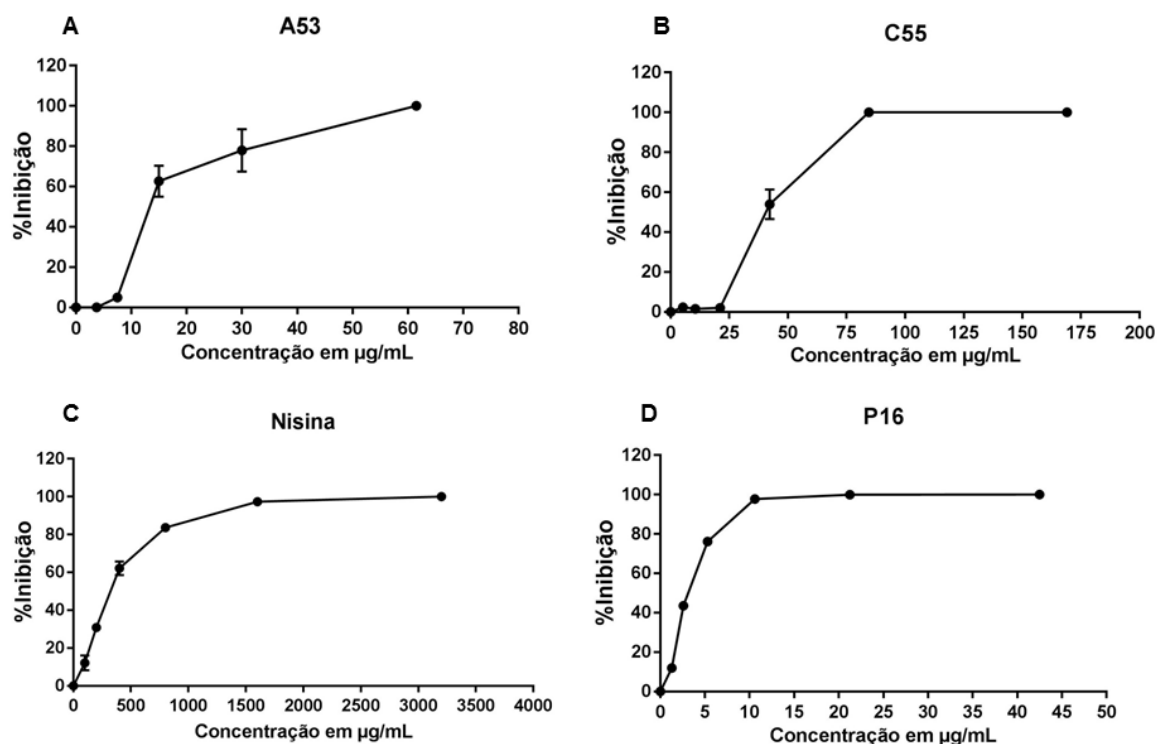 A
A53
%Inibição
120
100
80
60
40
20
0
0 10 20 30 40 50 60 70 80
Concentração em µg/mL
B
C55
%Inibição
120
100
80
60
40
20
0
0 25 50 75 100 125 150 175 200
Concentração em µg/mL
C
Nisina
%Inibição
120
100
80
60
40
20
0
0 500 1000 1500 2000 2500 3000 3500 4000
Concentração em µg/mL
D
P16
%Inibição
120
100
80
60
40
20
0
0 5 10 15 20 25 30 35 40 45 50
Concentração em µg/mL